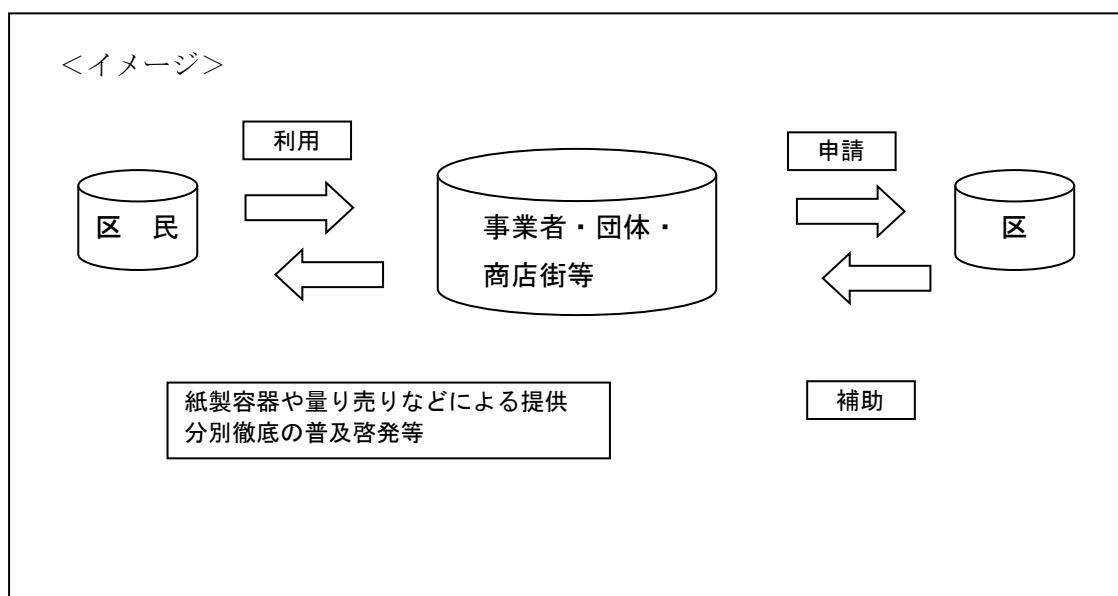 ＜イメージ＞
利用
申請
区　民
事業者・団体・
商店街等
区
紙製容器や量り売りなどによる提供
分別徹底の普及啓発等
補助